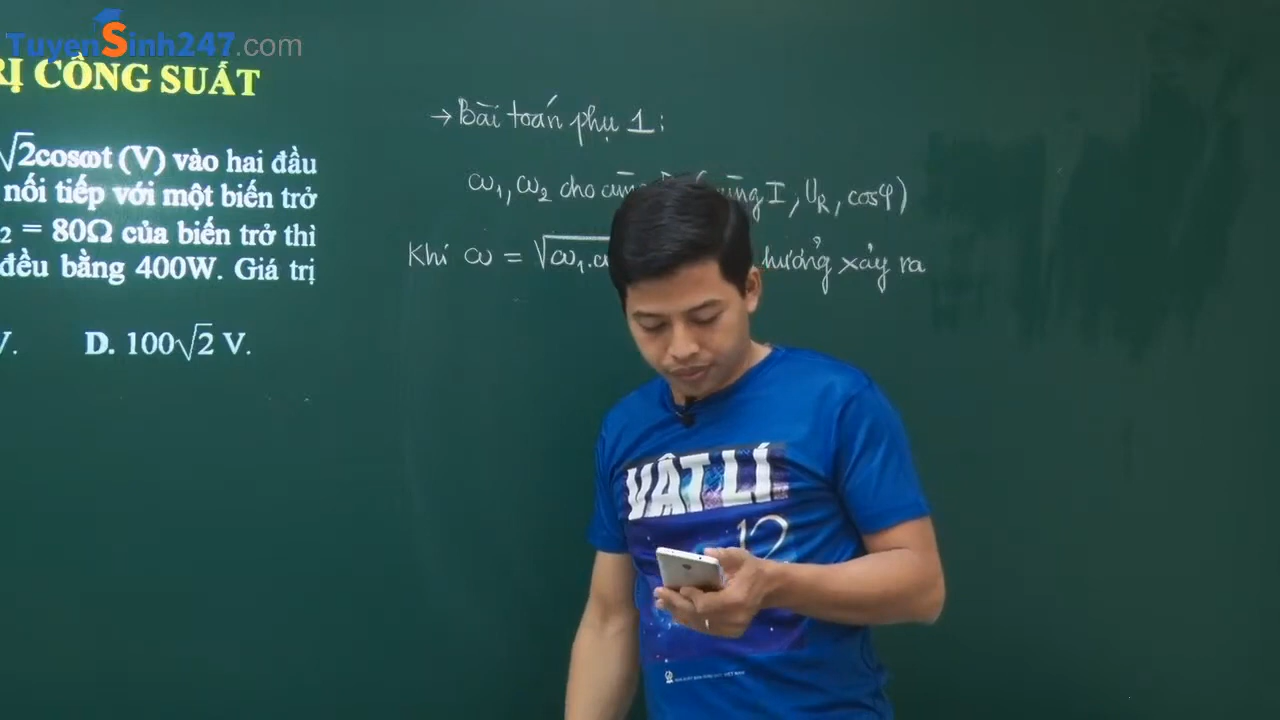 TuyenSinh247.com
RỊ CÔNG SUẤT
√2cosωt (V) vào hai đầu
nối tiếp với một biến trở
₂ = 80Ω của biến trở thì
đều bằng 400W. Giá trị
V. D. 100√2 V.
→ Bài toán phụ 1:
ω₁, ω₂ cho cùng I, U_R, cosφ)
Khi ω = √ω₁.ω hưởng xảy ra
VẬT LÍ
12